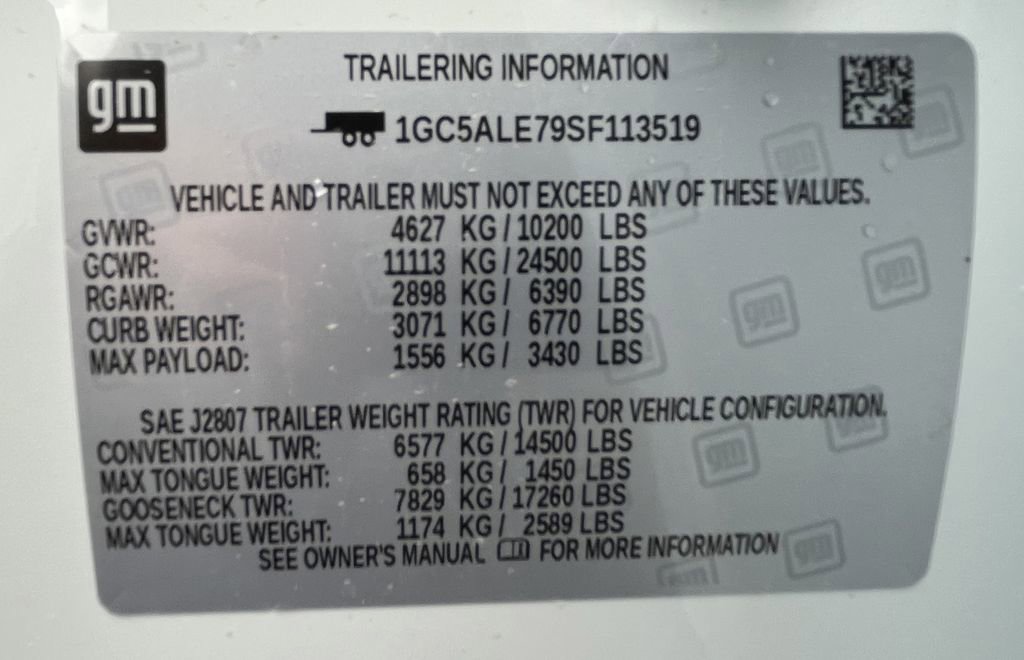 gm
TRAILERING INFORMATION
1GC5ALE79SF113519
VEHICLE AND TRAILER MUST NOT EXCEED ANY OF THESE VALUES.
GVWR: 4627 KG / 10200 LBS
GCWR: 11113 KG / 24500 LBS
RGAWR: 2898 KG / 6390 LBS
CURB WEIGHT: 3071 KG / 6770 LBS
MAX PAYLOAD: 1556 KG / 3430 LBS
SAE J2807 TRAILER WEIGHT RATING (TWR) FOR VEHICLE CONFIGURATION.
CONVENTIONAL TWR: 6577 KG / 14500 LBS
MAX TONGUE WEIGHT: 658 KG / 1450 LBS
GOOSENECK TWR: 7829 KG / 17260 LBS
MAX TONGUE WEIGHT: 1174 KG / 2589 LBS
SEE OWNER'S MANUAL FOR MORE INFORMATION